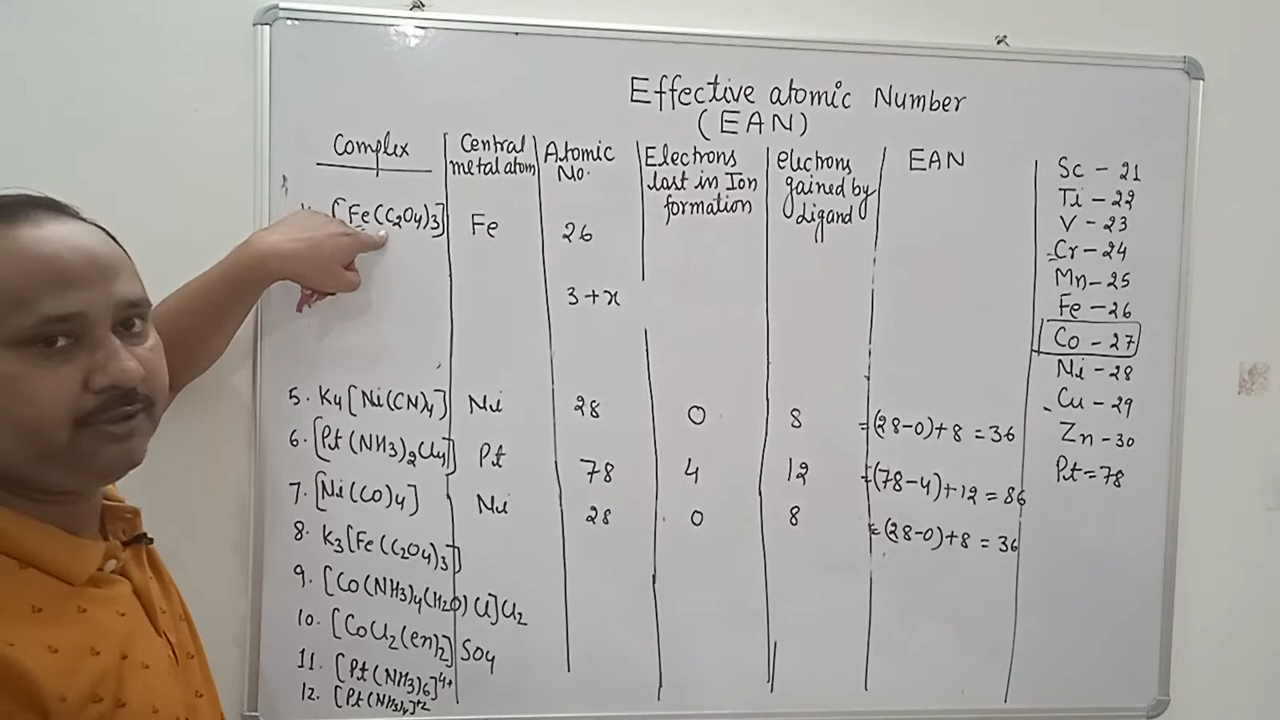 Effective atomic Number
(EAN)
Complex
Central metal atom
Atomic No.
Electrons lost in Ion formation
electrons gained by Ligand
EAN
[Fe(C2O4)3] Fe 26
3+x
5. K4[Ni(CN)4] Ni 28 0 8 =(28-0)+8 = 36
6. [Pt(NH3)2Cl4] Pt 78 4 12 =(78-4)+12 = 86
7. [Ni(CO)4] Ni 28 0 8 =(28-0)+8 = 36
8. K3[Fe(C2O4)3]
9. [Co(NH3)4(H2O)Cl]Cl2
10. [CoCl2(en)2]SO4
11. [Pt(NH3)6]4+
12. [Pt(NH3)4]+2
Sc - 21
Ti - 22
V - 23
Cr - 24
Mn - 25
Fe - 26
Co - 27
Ni - 28
Cu - 29
Zn - 30
Pt = 78